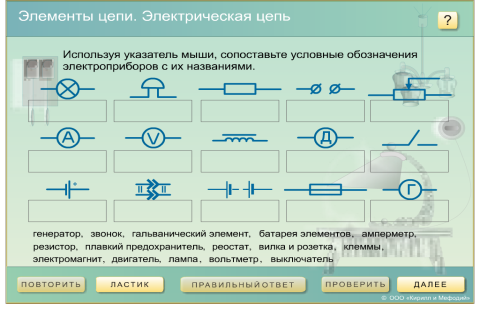 Элементы цепи. Электрическая цепь
?
Используя указатель мыши, сопоставьте условные обозначения
электроприборов с их названиями.
А V Д
Г
генератор, звонок, гальванический элемент, батарея элементов, амперметр,
резистор, плавкий предохранитель, реостат, вилка и розетка, клеммы,
электромагнит, двигатель, лампа, вольтметр, выключатель
ПОВТОРИТЬ ЛАСТИК ПРАВИЛЬНЫЙ ОТВЕТ ПРОВЕРИТЬ ДАЛЕЕ
© ООО «Кирилл и Мефодий»